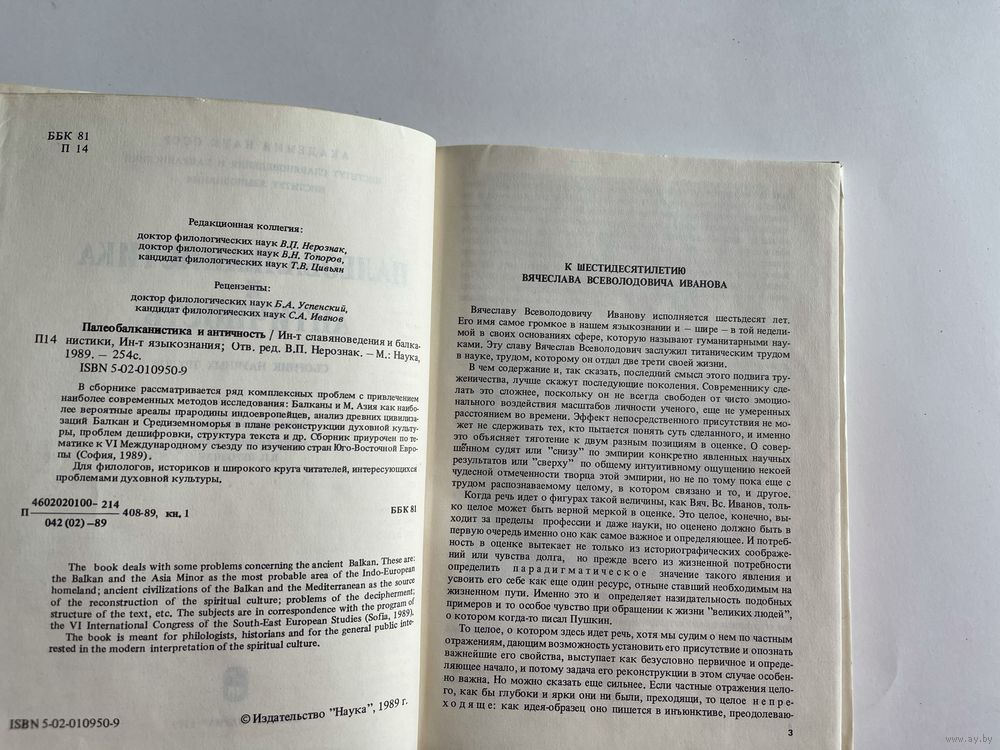 ББК 81
П 14
Редакционная коллегия:
доктор филологических наук В.П. Нерознак,
доктор филологических наук В.Н. Топоров,
кандидат филологических наук Т.В. Цивьян
Рецензенты:
доктор филологических наук Б.А. Успенский,
кандидат филологических наук С.А. Иванов
Палеобалканистика и античность / Ин-т славяноведения и балка-
П14 нистики, Ин-т языкознания; Отв. ред. В.П. Нерознак. — М.: Наука,
1989. — 254с.
ISBN 5-02-010950-9
В сборнике рассматривается ряд комплексных проблем с привлечением
наиболее современных методов исследования: Балканы и М. Азия как наибо-
лее вероятные ареалы прародины индоевропейцев, анализ древних цивилиз-
заций Балкан и Средиземноморья в плане реконструкции духовной культу-
ры, проблем дешифровки, структура текста и др. Сборник приурочен по те-
матике к VI Международному съезду по изучению стран Юго-Восточной Евро-
пы (София, 1989).
Для филологов, историков и широкого круга читателей, интересующихся
проблемами духовной культуры.
П 4602020100-214
042 (02) -89 408-89, кн. 1
ББК 81
The book deals with some problems concerning the ancient Balkan. These are:
the Balkan and the Asia Minor as the most probable area of the Indo-European
homeland; ancient civilizations of the Balkan and the Mediterranean as the source
of the reconstruction of the spiritual culture; problems of the decipherment;
structure of the text, etc. The subjects are in correspondence with the program of
the VI International Congress of the South-East European Studies (Sofia, 1989).
The book is meant for philologists, historians and for the general public inte-
rested in the modern interpretation of the spiritual culture.
ISBN 5-02-010950-9
© Издательство "Наука", 1989 г.
К ШЕСТИДЕСЯТИЛЕТИЮ
ВЯЧЕСЛАВА ВСЕВОЛОДОВИЧА ИВАНОВА
Вячеславу Всеволодовичу Иванову исполняется шестьдесят лет.
Его имя самое громкое в нашем языкознании и — шире — в той недели-
мой в своих основаниях сфере, которую называют гуманитарными нау-
ками. Эту славу Вячеслав Всеволодович заслужил титаническим трудом
в науке, трудом, которому он отдал две трети своей жизни.
В чем содержание и, так сказать, последний смысл этого подвига тру-
женичества, лучше скажут последующие поколения. Современнику сде-
лать это сложнее, поскольку он не всегда свободен от чисто эмоцио-
нального воздействия масштабов личности ученого, еще не умеренных
расстоянием во времени. Эффект непосредственного присутствия не мо-
жет не сдерживать тех, кто пытается понять суть сделанного, и именно
это объясняет тяготение к двум разным позициям в оценке. О совер-
шённом судят или "снизу" по эмпирии конкретно явленных научных
результатов или "сверху" по общему интуитивному ощущению некоей
чудесной отмеченности творца этой эмпирии, но не по тому пока еще с
трудом распознаваемому целому, в котором связано и то, и другое.
Когда речь идет о фигурах такой величины, как Вяч. Вс. Иванов, толь-
ко целое может быть верной меркой в оценке. Это целое, конечно, вы-
ходит за пределы профессии и даже науки, но оценено должно быть в
первую очередь именно оно как самое важное и определяющее. И потреб-
ность в оценке вытекает не только из историографических соображе-
ний или чувства долга, но прежде всего из жизненной потребности
определить парадигматическое значение такого явления и
усвоить его себе как еще один ресурс, отныне ставший необходимым на
жизненном пути. Именно это и определяет назидательность подобных
примеров и то особое чувство при обращении к жизни "великих людей",
о котором когда-то писал Пушкин.
То целое, о котором здесь идет речь, хотя мы судим о нем по частным
отражениям, дающим возможность установить его присутствие и опознать
важнейшие его свойства, выступает как безусловно первичное и опреде-
ляющее начало, и потому задача его реконструкции в этом случае особен-
но важна. Но можно сказать еще сильнее. Если частные отражения цело-
го, как бы глубоки и ярки они ни были, преходящи, то целое непре-
ходяще: как идея-образ оно пишется в инъюнктиве, преодолеваю-
3
www.ay.by